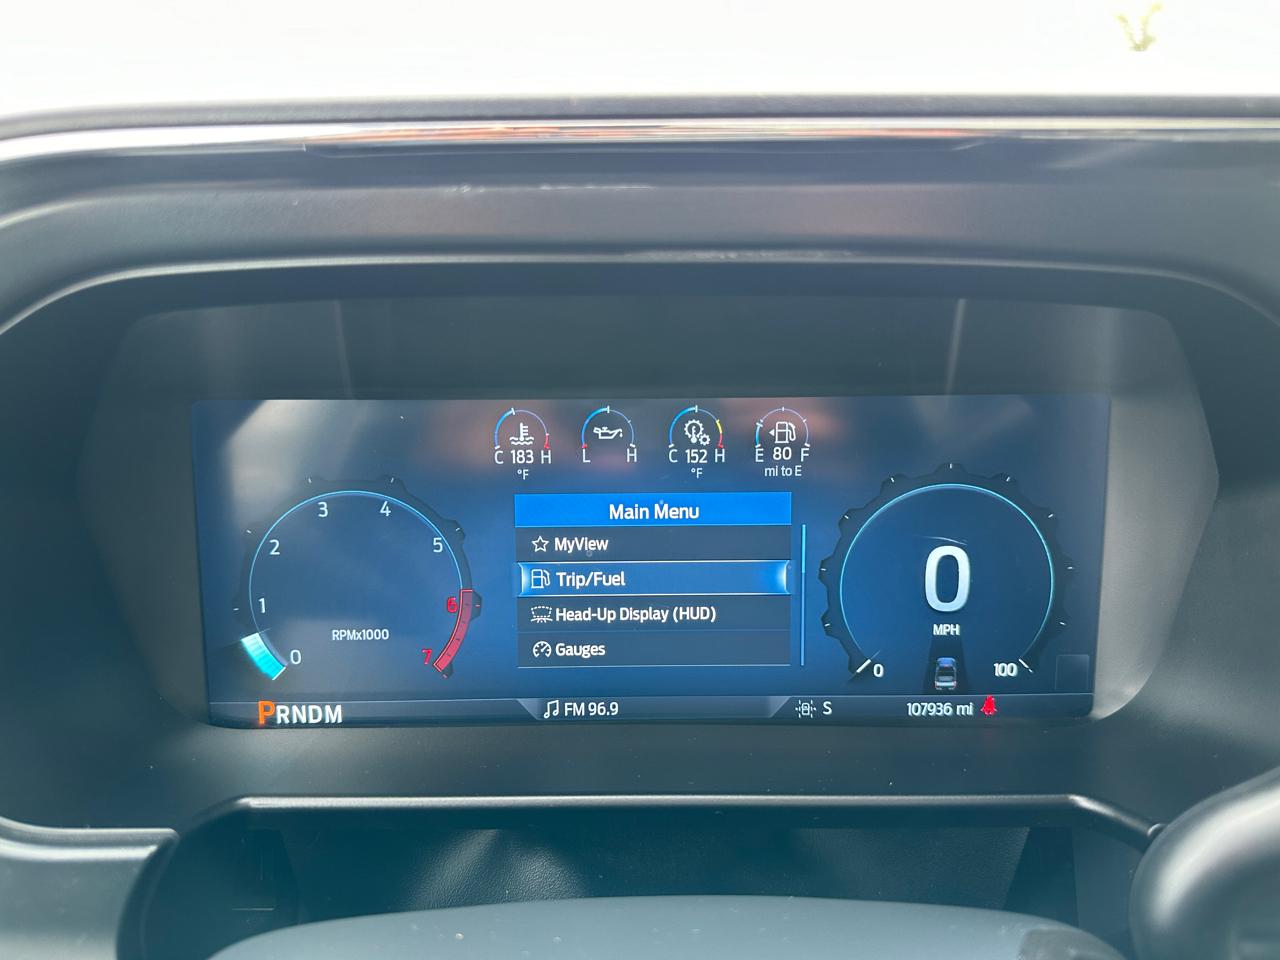 C 183 H
°F
L H
C 152 H
°F
E 80 F
mi to E
Main Menu
MyView
Trip/Fuel
Head-Up Display (HUD)
Gauges
0
1
2
3
4
5
6
7
RPMx1000
0
MPH
0 100
PRNDM
FM 96.9
S
107936 mi